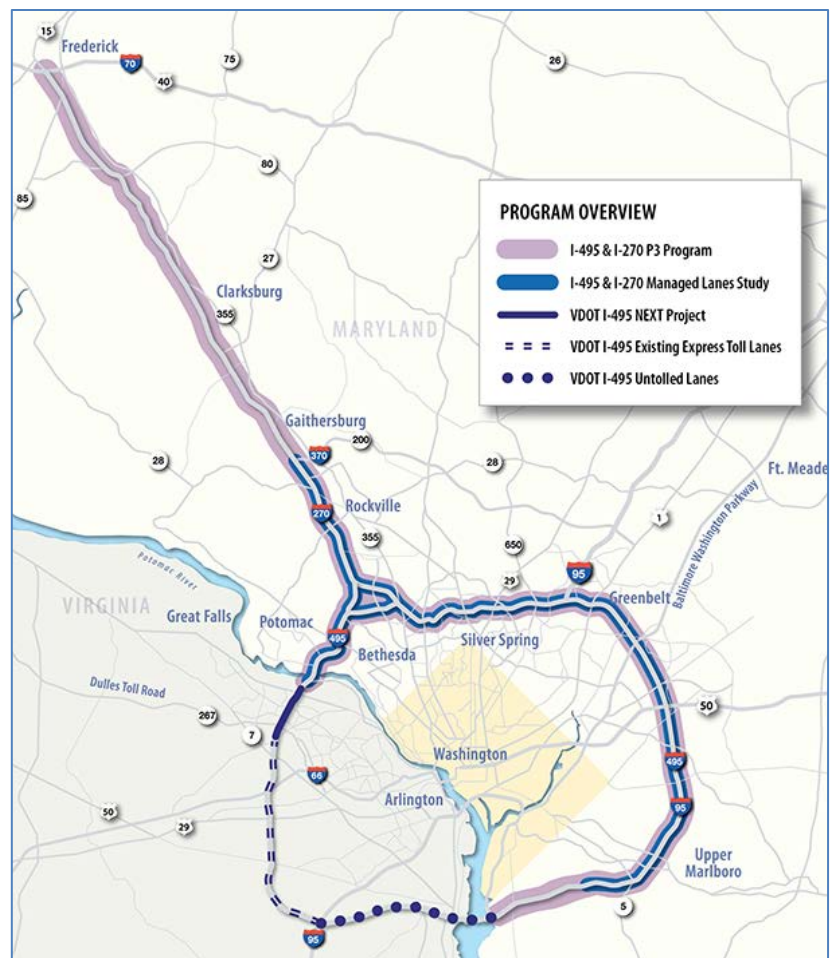 15
Frederick
70
40
75
26
80
85
27
PROGRAM OVERVIEW
I-495 & I-270 P3 Program
I-495 & I-270 Managed Lanes Study
VDOT I-495 NEXT Project
VDOT I-495 Existing Express Toll Lanes
VDOT I-495 Untolled Lanes
Clarksburg
355
MARYLAND
Gaithersburg
370
200
28
28
Ft. Meade
270
Rockville
355
650
1
Baltimore Washington Parkway
29
95
Potomac River
VIRGINIA
Great Falls
Potomac
495
Bethesda
Silver Spring
Greenbelt
Dulles Toll Road
267
7
50
66
Washington
495
Arlington
95
50
29
Upper
Marlboro
5
95